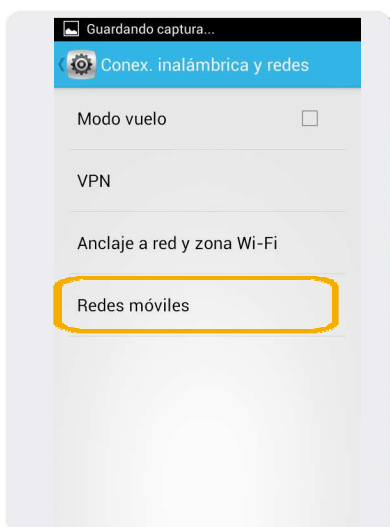 Guardando captura...
Conex. inalámbrica y redes
Modo vuelo
VPN
Anclaje a red y zona Wi-Fi
Redes móviles